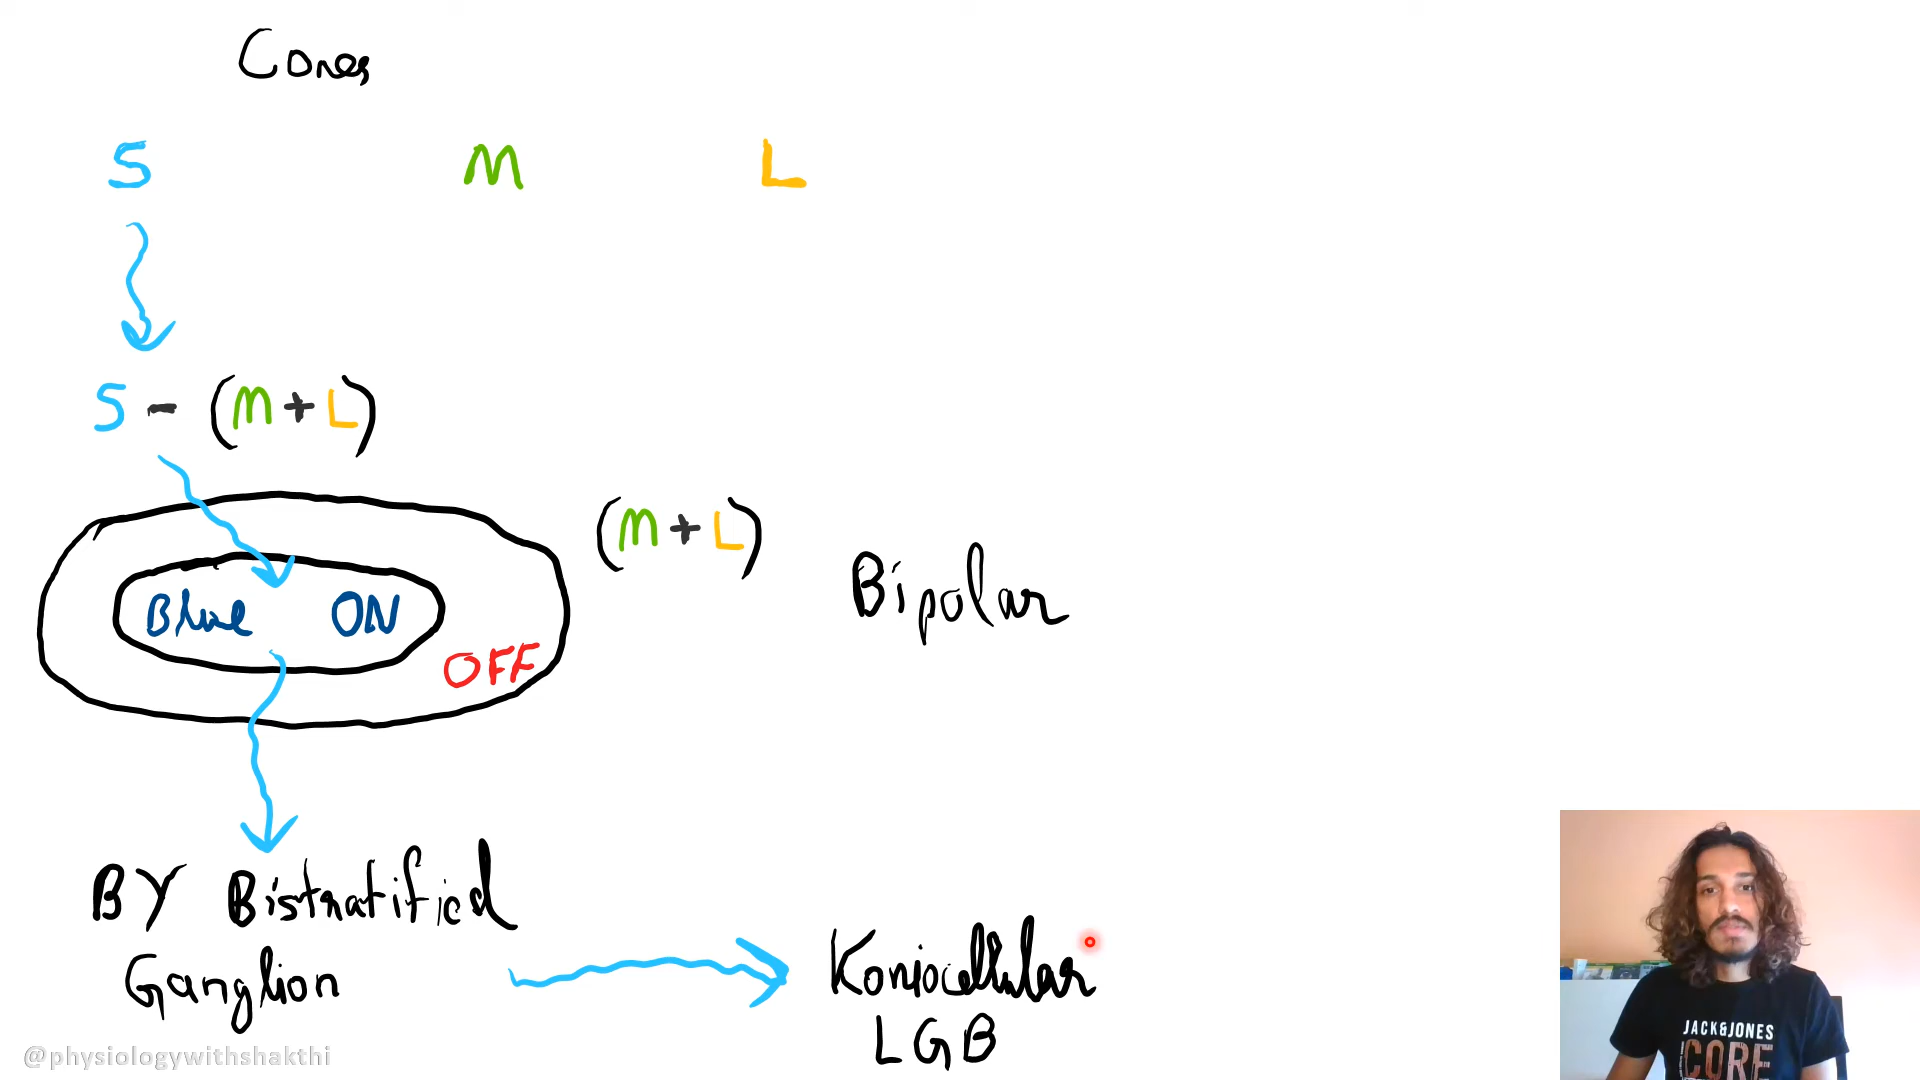 Cones
S M L
S - (M + L)
(M + L)
Bipolar
Blue ON
OFF
BY Bistratified
Ganglion
Koniocellular
LGB
@physiologywithshakthi
JACK&JONES
CORE